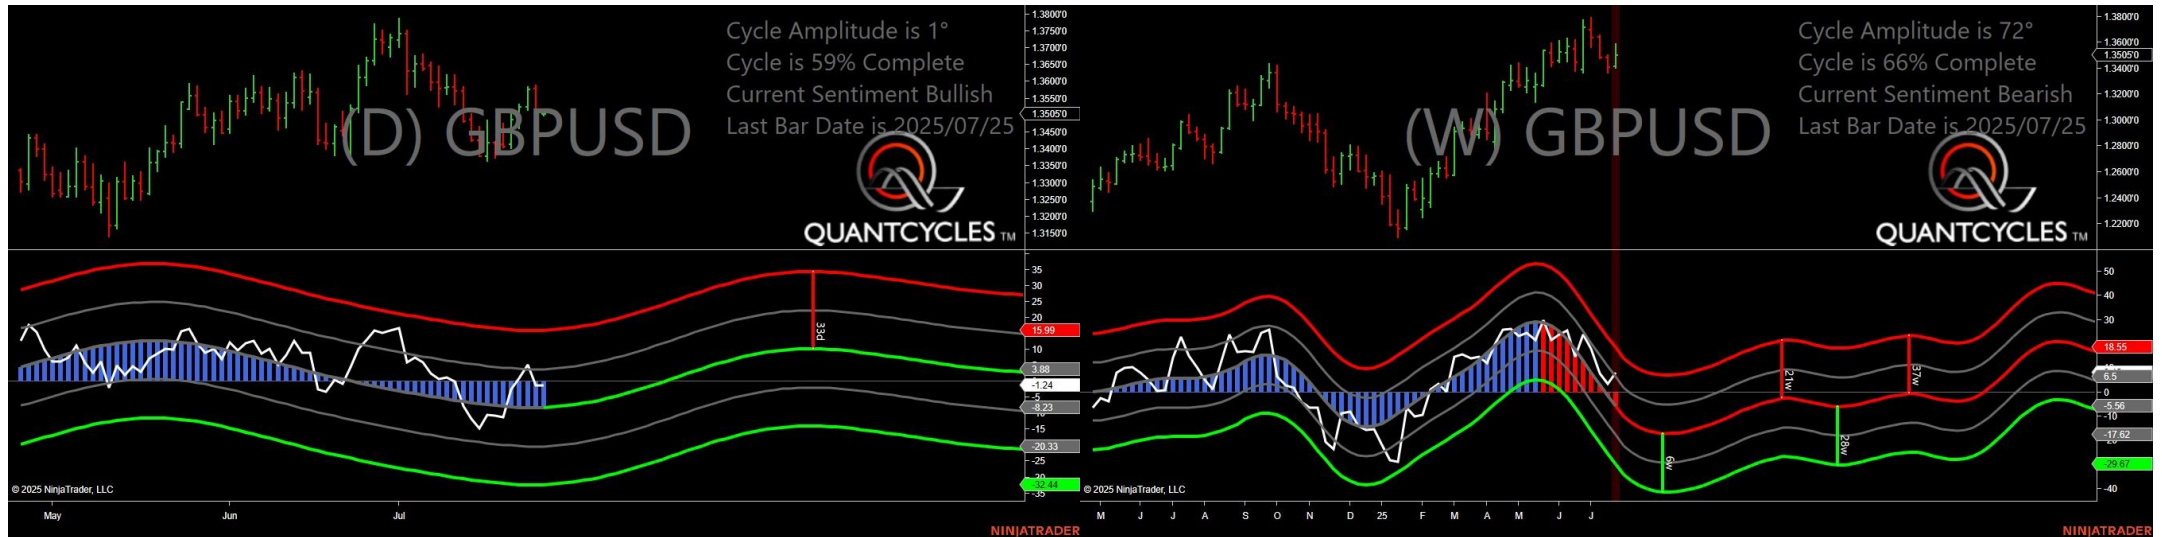 Cycle Amplitude is 1°
Cycle is 59% Complete
Current Sentiment Bullish
Last Bar Date is 2025/07/25
(D) GBPUSD
QUANTCYCLES TM
1.3800'0
1.3750'0
1.3700'0
1.3650'0
1.3600'0
1.3550'0
1.3505'0
1.3450'0
1.3400'0
1.3350'0
1.3300'0
1.3250'0
1.3200'0
1.3150'0
35
30
25
20
15.99
10
3.88
-1.24
-5
-8.23
-15
-20.33
-25
-32.44
-35
33d
© 2025 NinjaTrader, LLC
May
Jun
Jul
NINJATRADER
Cycle Amplitude is 72°
Cycle is 66% Complete
Current Sentiment Bearish
Last Bar Date is 2025/07/25
(W) GBPUSD
QUANTCYCLES TM
1.3800'0
1.3600'0
1.3505'0
1.3400'0
1.3200'0
1.3000'0
1.2800'0
1.2600'0
1.2400'0
1.2200'0
50
40
30
18.55
6.5
0
-5.56
-10
-17.62
-29.67
-40
6w
21w
28w
37w
© 2025 NinjaTrader, LLC
M
J
J
A
S
O
N
D
25
F
M
A
M
J
J
NINJATRADER